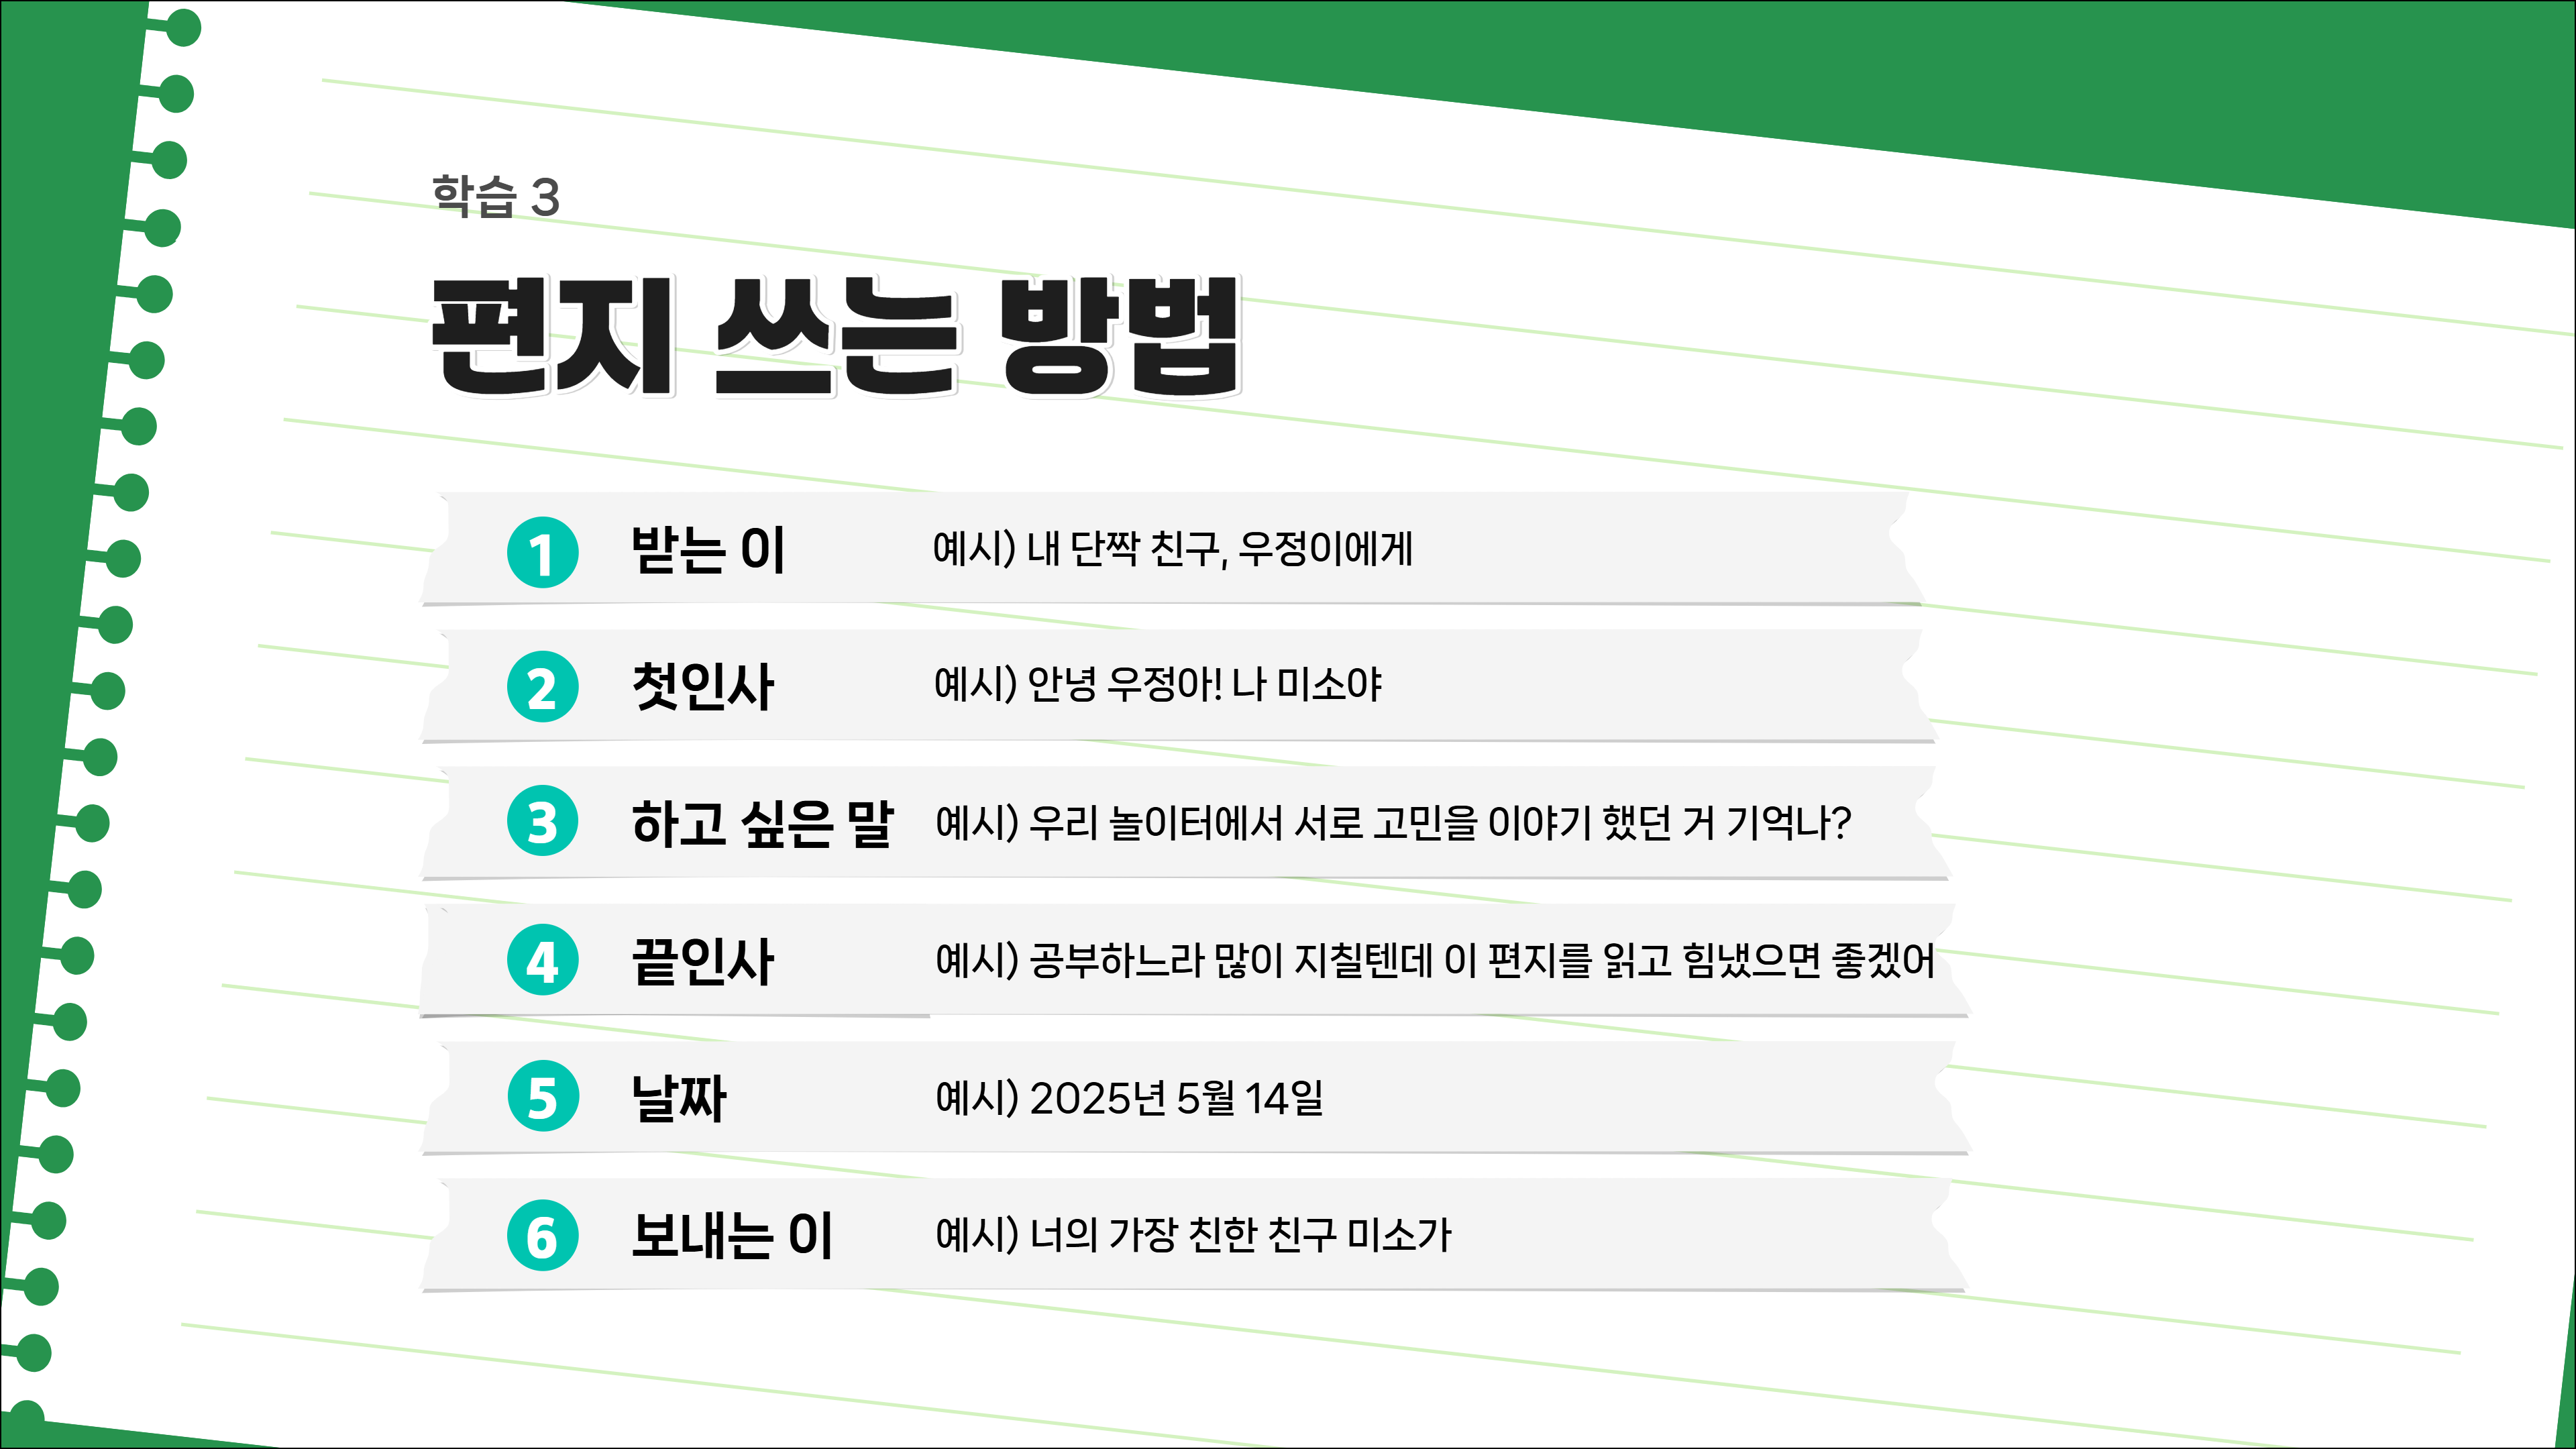 학습 3
편지 쓰는 방법
1 받는 이 예시) 내 단짝 친구, 우정이에게
2 첫인사 예시) 안녕 우정아! 나 미소야
3 하고 싶은 말 예시) 우리 놀이터에서 서로 고민을 이야기 했던 거 기억나?
4 끝인사 예시) 공부하느라 많이 지칠텐데 이 편지를 읽고 힘냈으면 좋겠어
5 날짜 예시) 2025년 5월 14일
6 보내는 이 예시) 너의 가장 친한 친구 미소가